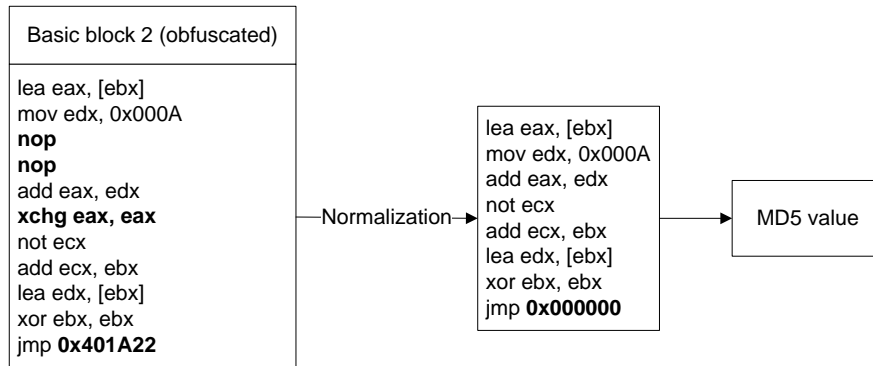 Basic block 2 (obfuscated)
lea eax, [ebx]
mov edx, 0x000A
nop
nop
add eax, edx
xchg eax, eax
not ecx
add ecx, ebx
lea edx, [ebx]
xor ebx, ebx
jmp 0x401A22
Normalization
lea eax, [ebx]
mov edx, 0x000A
add eax, edx
not ecx
add ecx, ebx
lea edx, [ebx]
xor ebx, ebx
jmp 0x000000
MD5 value